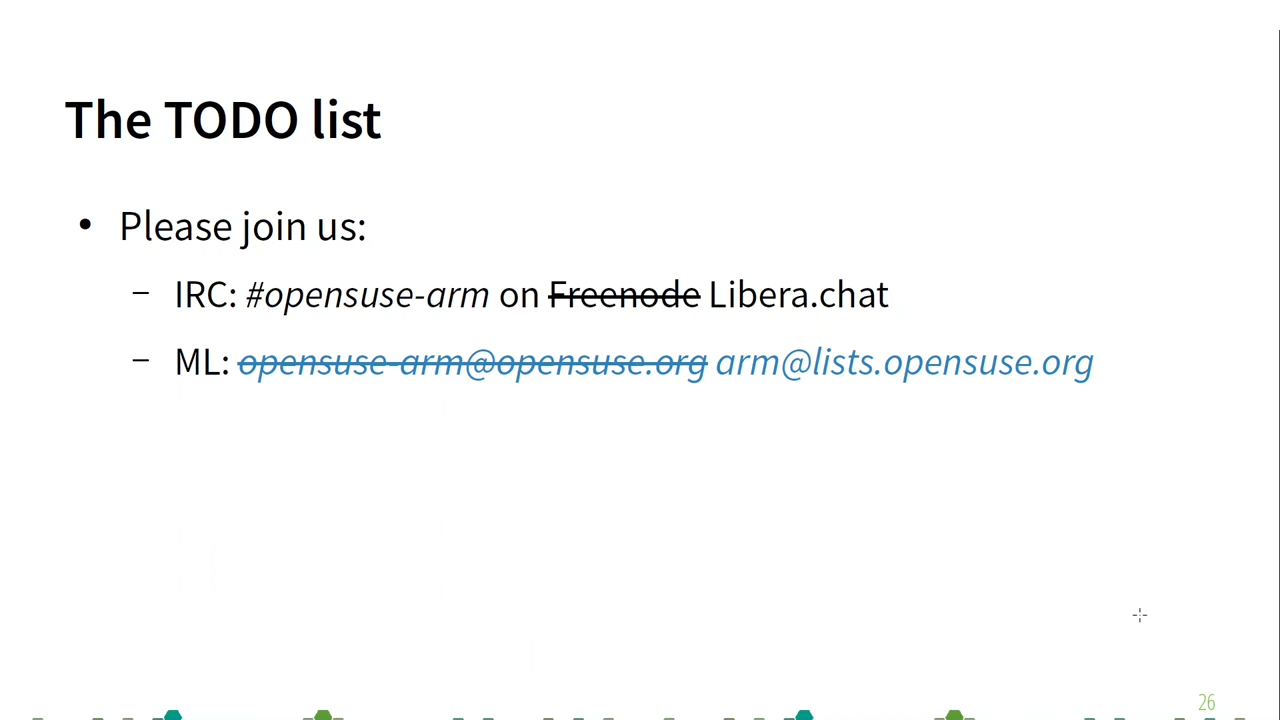 The TODO list
• Please join us:
– IRC: #opensuse-arm on Freenode Libera.chat
– ML: opensuse-arm@opensuse.org arm@lists.opensuse.org
26